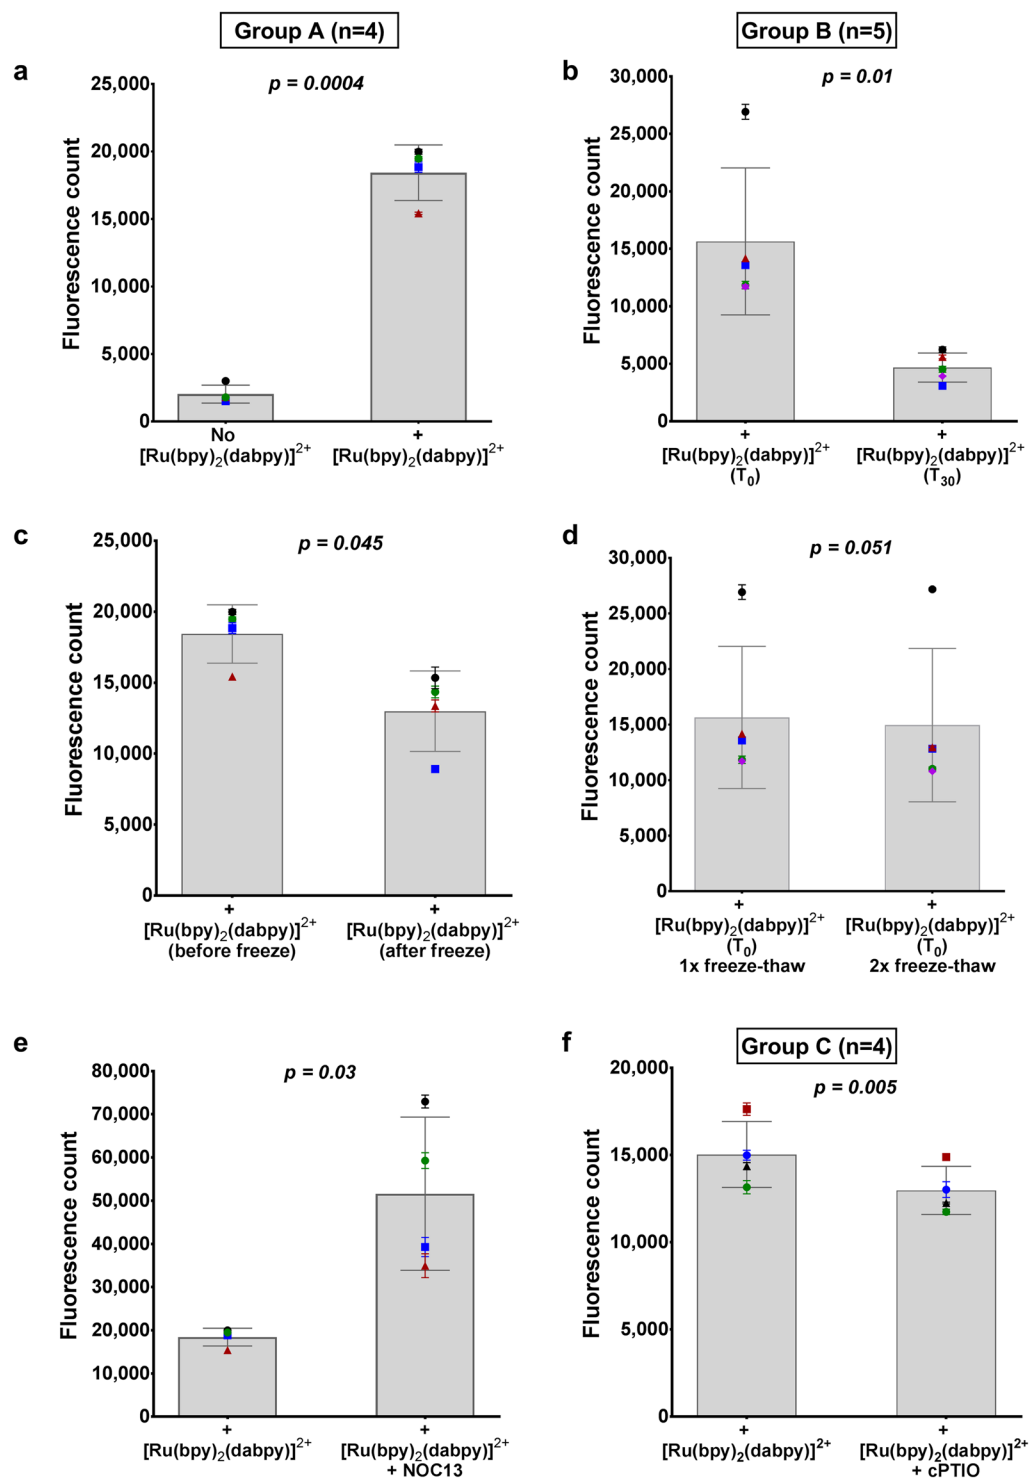 Group A (n=4)
Group B (n=5)
a
p = 0.0004
Fluorescence count
25,000
20,000
15,000
10,000
5,000
0
No
[Ru(bpy)₂(dabpy)]²⁺
+
[Ru(bpy)₂(dabpy)]²⁺
b
p = 0.01
Fluorescence count
30,000
25,000
20,000
15,000
10,000
5,000
0
+
[Ru(bpy)₂(dabpy)]²⁺
(T₀)
+
[Ru(bpy)₂(dabpy)]²⁺
(T₃₀)
c
p = 0.045
Fluorescence count
25,000
20,000
15,000
10,000
5,000
0
+
[Ru(bpy)₂(dabpy)]²⁺
(before freeze)
+
[Ru(bpy)₂(dabpy)]²⁺
(after freeze)
d
p = 0.051
Fluorescence count
30,000
25,000
20,000
15,000
10,000
5,000
0
+
[Ru(bpy)₂(dabpy)]²⁺
(T₀)
1x freeze-thaw
+
[Ru(bpy)₂(dabpy)]²⁺
(T₀)
2x freeze-thaw
e
p = 0.03
Fluorescence count
80,000
70,000
60,000
50,000
40,000
30,000
20,000
10,000
0
+
[Ru(bpy)₂(dabpy)]²⁺
+
[Ru(bpy)₂(dabpy)]²⁺
+ NOC13
f
Group C (n=4)
p = 0.005
Fluorescence count
20,000
15,000
10,000
5,000
0
+
[Ru(bpy)₂(dabpy)]²⁺
+
[Ru(bpy)₂(dabpy)]²⁺
+ cPTIO